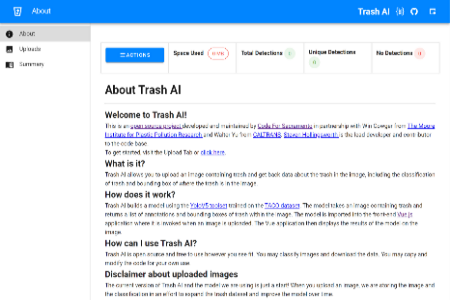 About
Trash AI
About
Uploads
Summary
ACTIONS
Space Used 0 MB
Total Detections 0
Unique Detections 0
No Detections 0
About Trash AI
Welcome to Trash AI!
This is an open source project developed and maintained by Code For Sacramento in partnership with Win Cowger from The Moore
Institute for Plastic Pollution Research and Walter Yu from CALTRANS. Steven Hollingsworth is the lead developer and contributor
to the code base
To get started, visit the Upload Tab or click here.
What is it?
Trash AI allows you to upload an image containing trash and get back data about the trash in the image, including the classification
of trash and bounding box of where the trash is in the image.
How does it work?
Trash AI builds a model using the YoloV5 toolset trained on the TACO dataset. The model takes an image containing trash and
returns a list of annotations and bounding boxes of trash within the image. The model is imported into the front-end Vue.js
application where it is invoked when an image is uploaded. The Vue application then displays the results of the model on the
image.
How can I use Trash AI?
Trash AI is open source and free to use however you see fit. You may classify images and download the data. You may copy and
modify the code for your own use.
Disclaimer about uploaded images
The current version of Trash AI and the model we are using is just a start! When you upload an image, we are storing the image and
the classification in an effort to expand the trash dataset and improve the model over time.